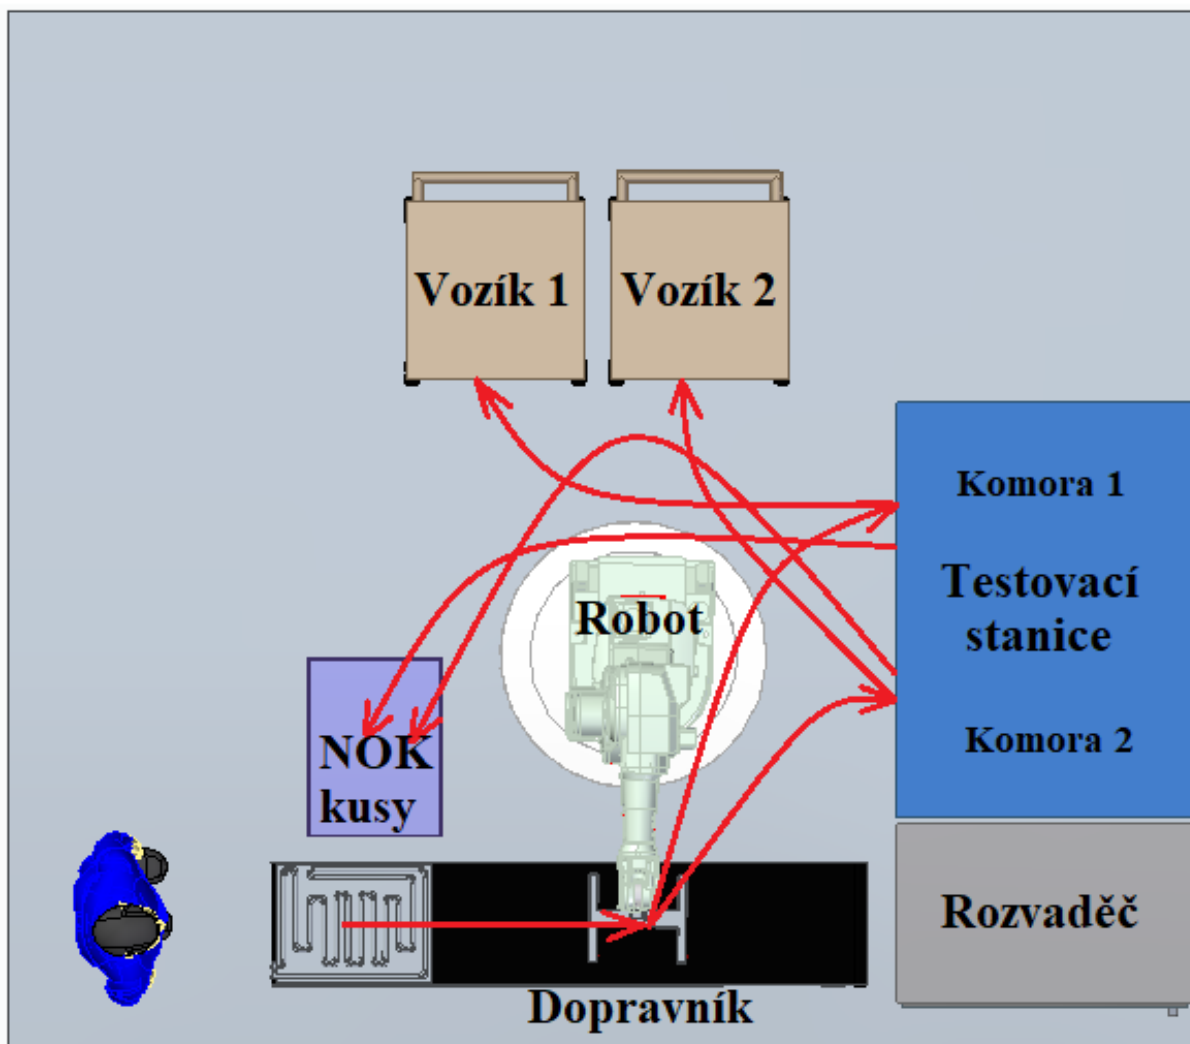 Vozík 1
Vozík 2
Komora 1
Testovací
stanice
Robot
Komora 2
NOK
kusy
Rozvaděč
Dopravník